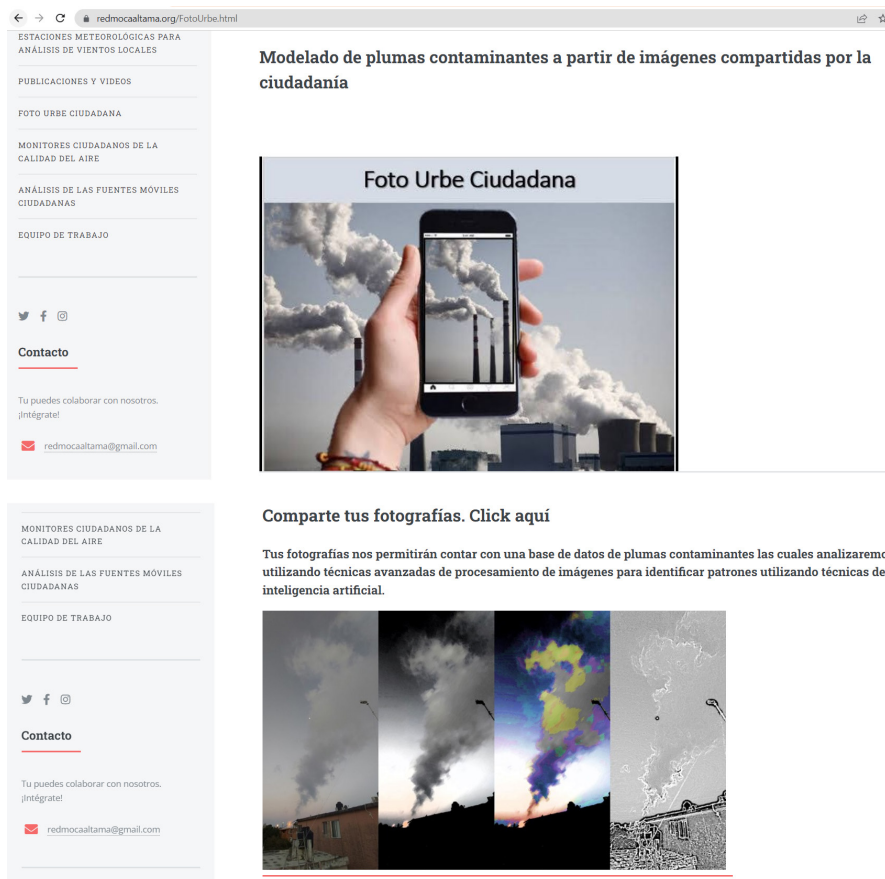 redmocaaltama.org/FotoUrbe.html
ESTACIONES METEOROLÓGICAS PARA
ANÁLISIS DE VIENTOS LOCALES
PUBLICACIONES Y VIDEOS
FOTO URBE CIUDADANA
MONITORES CIUDADANOS DE LA
CALIDAD DEL AIRE
ANÁLISIS DE LAS FUENTES MÓVILES
CIUDADANAS
EQUIPO DE TRABAJO
Contacto
Tu puedes colaborar con nosotros.
¡Intégrate!
redmocaaltama@gmail.com
Modelado de plumas contaminantes a partir de imágenes compartidas por la
ciudadanía
Foto Urbe Ciudadana
MONITORES CIUDADANOS DE LA
CALIDAD DEL AIRE
ANÁLISIS DE LAS FUENTES MÓVILES
CIUDADANAS
EQUIPO DE TRABAJO
Contacto
Tu puedes colaborar con nosotros.
¡Intégrate!
redmocaaltama@gmail.com
Comparte tus fotografías. Click aquí
Tus fotografías nos permitirán contar con una base de datos de plumas contaminantes las cuales analizaremo
utilizando técnicas avanzadas de procesamiento de imágenes para identificar patrones utilizando técnicas de
inteligencia artificial.